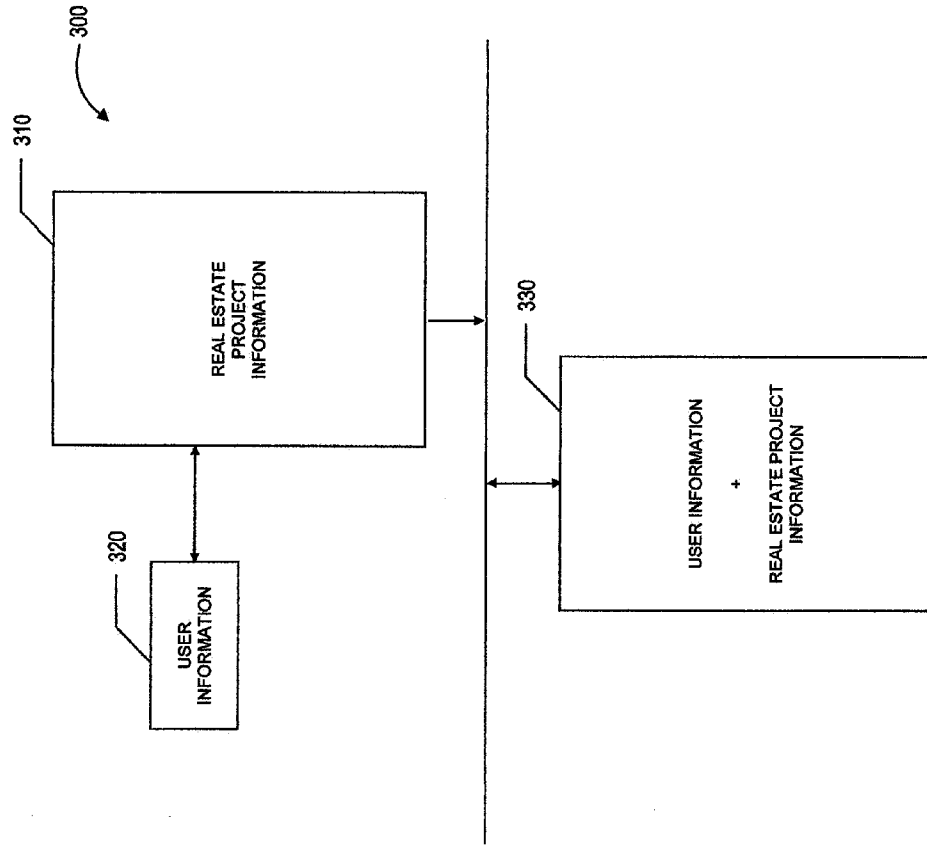 300
310
REAL ESTATE
PROJECT
INFORMATION
320
USER
INFORMATION
330
USER INFORMATION
+
REAL ESTATE PROJECT
INFORMATION